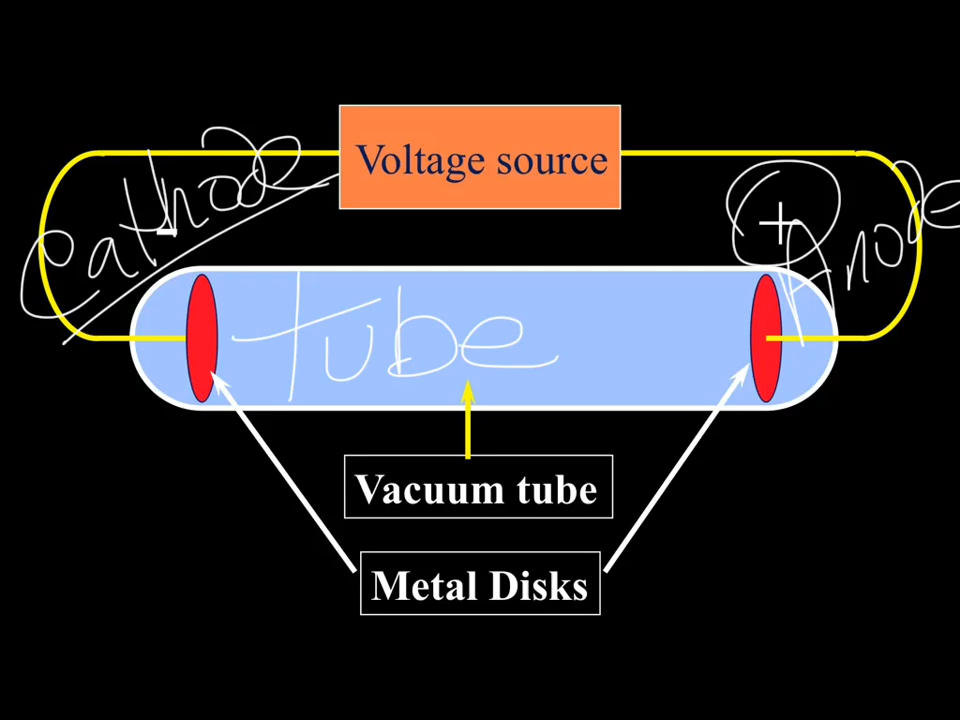 Voltage source
Cathode
-
+
Anode
Tube
Vacuum tube
Metal Disks